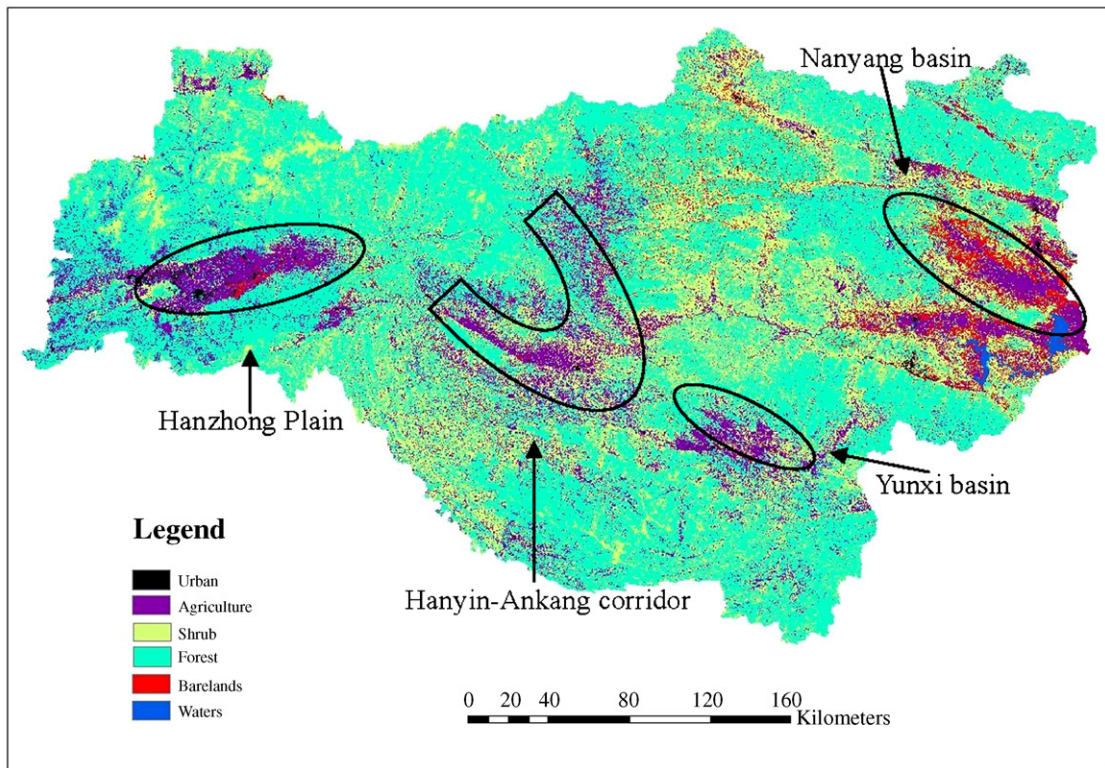 Nanyang basin
Hanzhong Plain
Yunxi basin
Hanyin-Ankang corridor
Legend
Urban
Agriculture
Shrub
Forest
Barelands
Waters
0 20 40 80 120 160
Kilometers